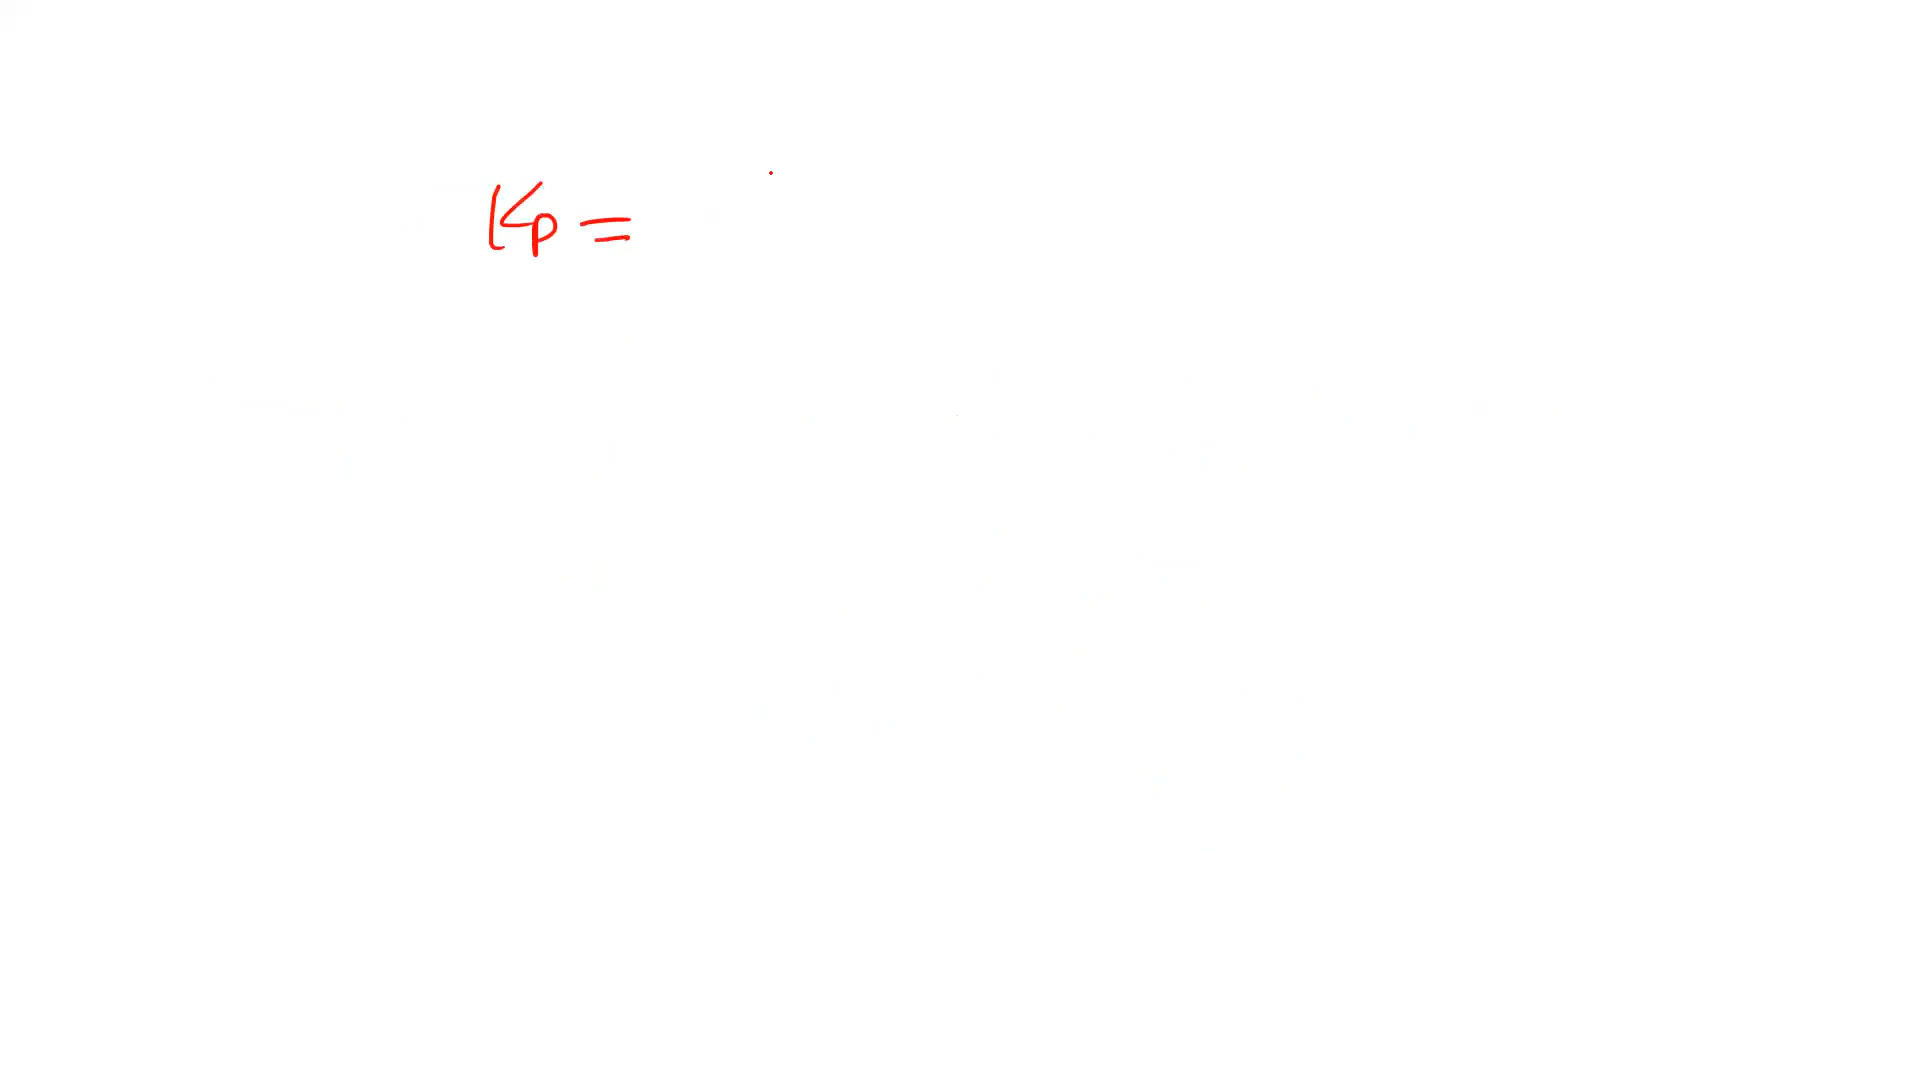 Kp =